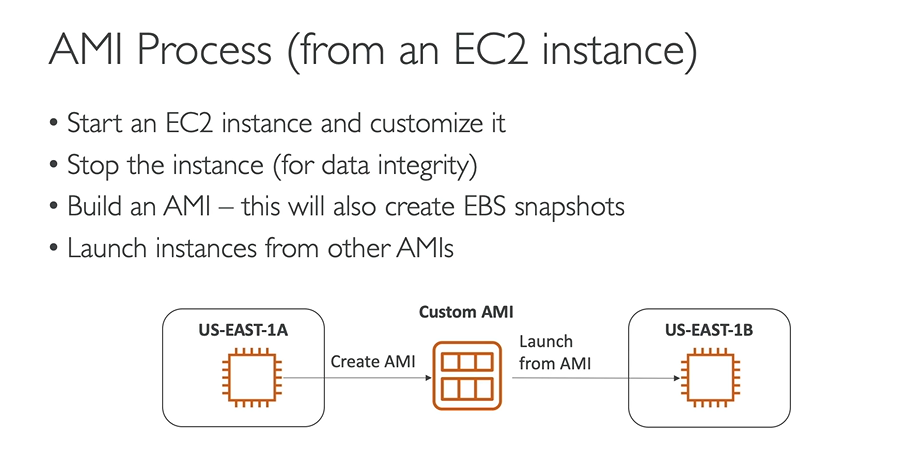 AMI Process (from an EC2 instance)
• Start an EC2 instance and customize it
• Stop the instance (for data integrity)
• Build an AMI – this will also create EBS snapshots
• Launch instances from other AMIs
US-EAST-1A
Create AMI
Custom AMI
Launch
from AMI
US-EAST-1B